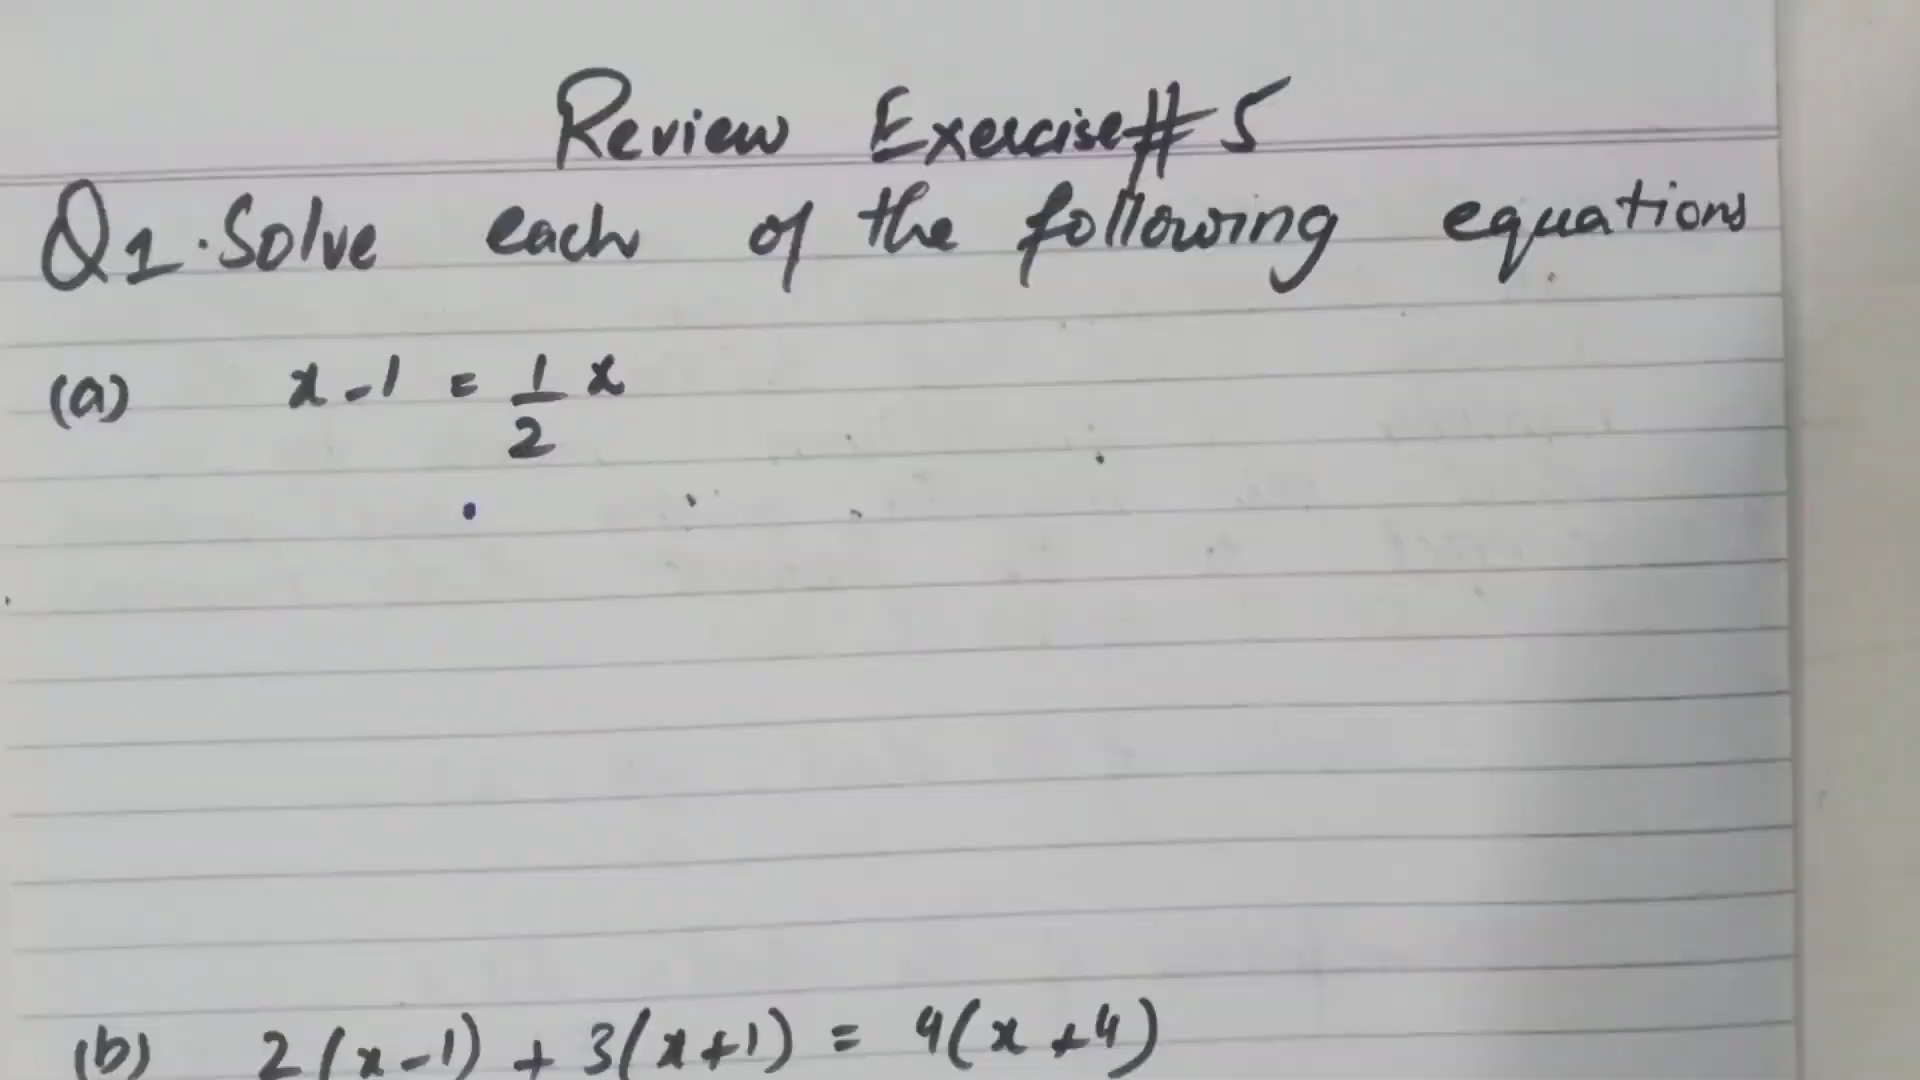 Review Exercise # 5
Q1. Solve each of the following equations
(a) x - 1 = 1/2 x
(b) 2(x-1) + 3(x+1) = 4(x+4)